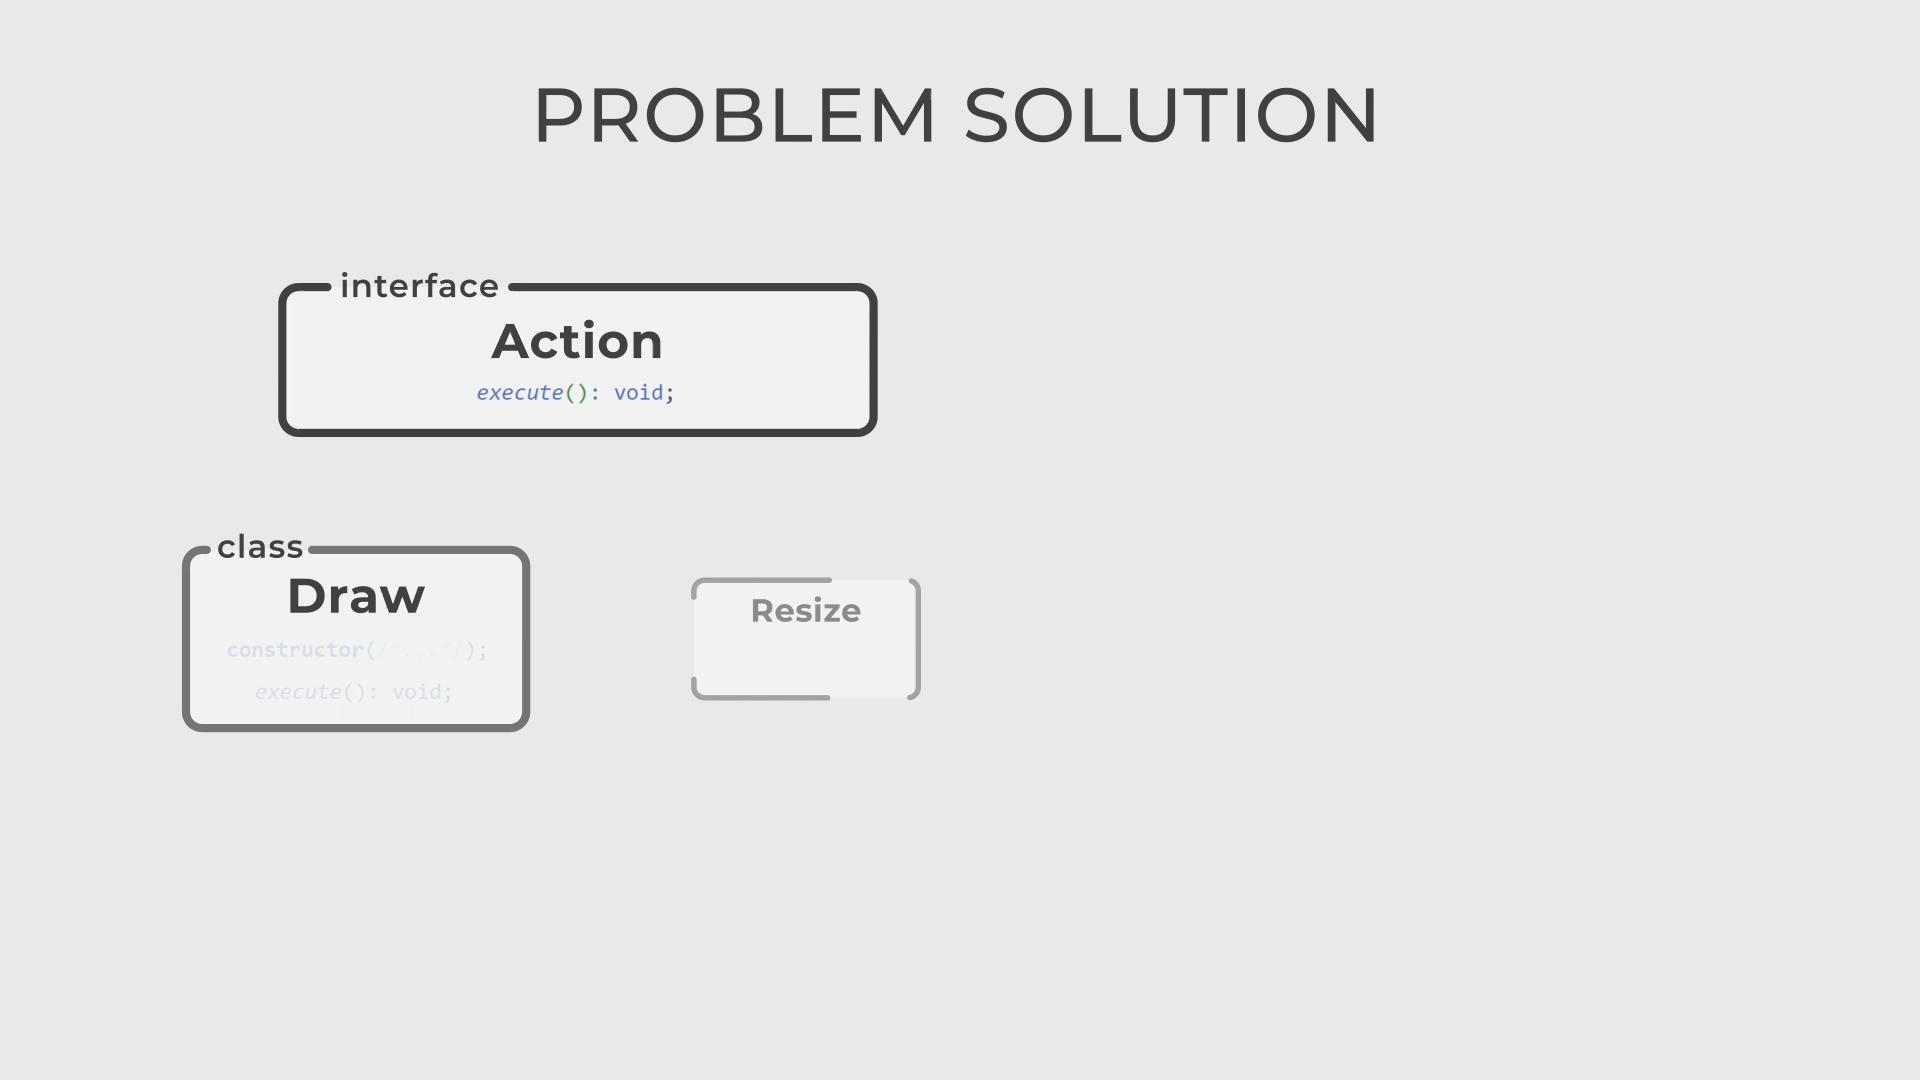 PROBLEM SOLUTION
interface
Action
execute(): void;
class
Draw
constructor(/*...*/);
execute(): void;
Resize